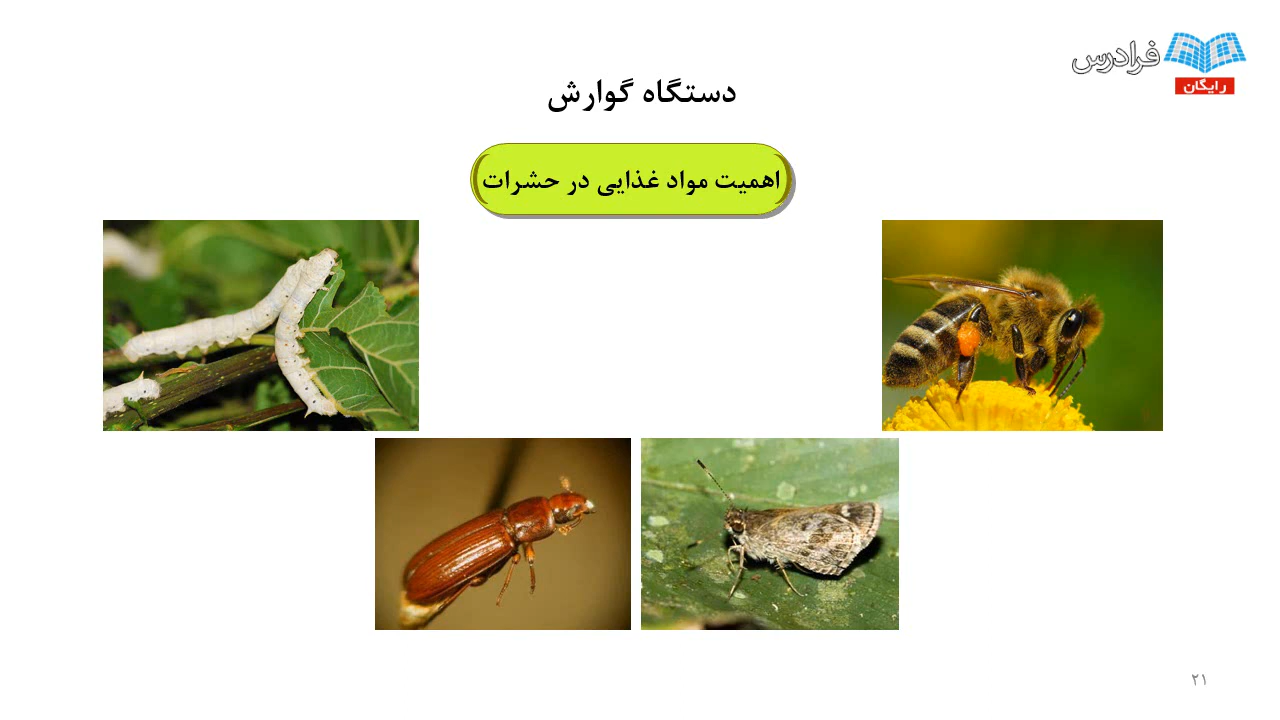 فرادرس
رایگان
دستگاه گوارش
اهمیت مواد غذایی در حشرات
۲۱